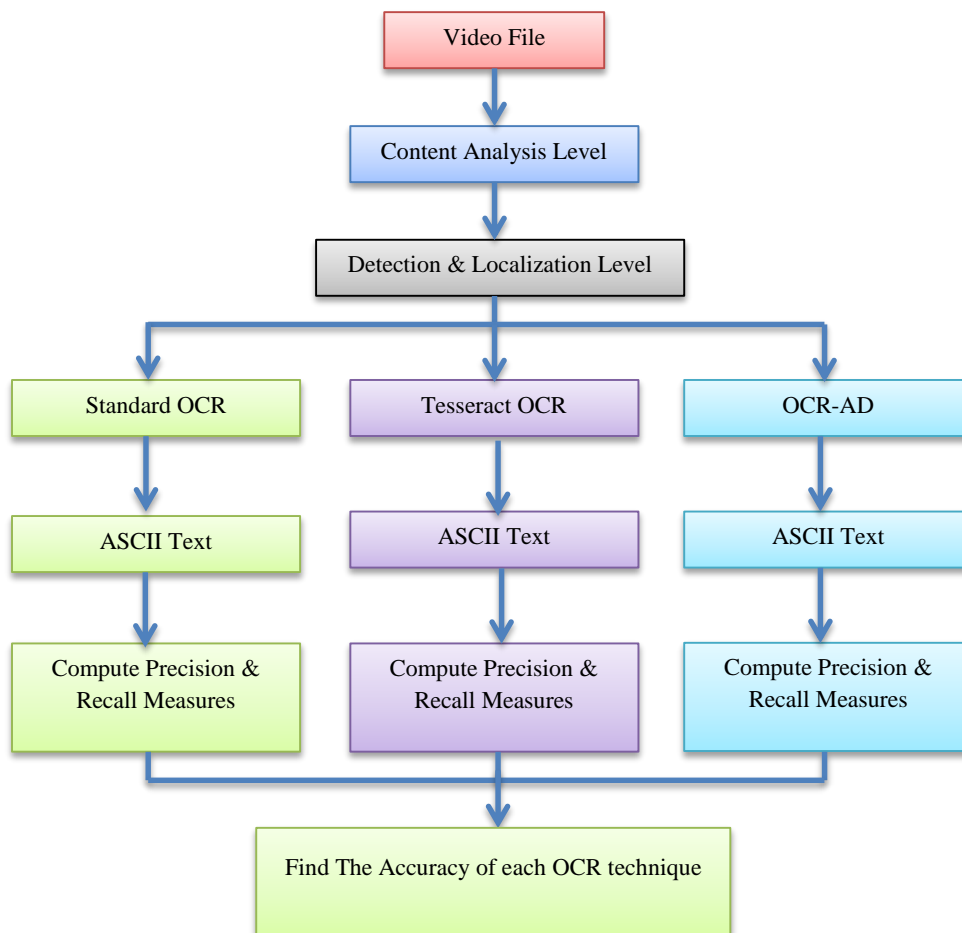 Video File
Content Analysis Level
Detection & Localization Level
Standard OCR
Tesseract OCR
OCR-AD
ASCII Text
ASCII Text
ASCII Text
Compute Precision &
Recall Measures
Compute Precision &
Recall Measures
Compute Precision &
Recall Measures
Find The Accuracy of each OCR technique